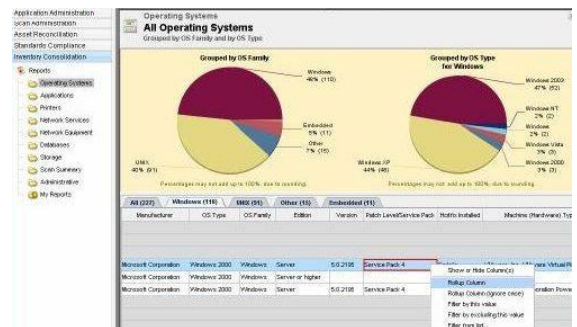 Application Administration
Scan Administration
Asset Reconciliation
Standards Compliance
Inventory Consolidation
Reports
Operating Systems
Applications
Printers
Network Services
Network Equipment
Databases
Storage
Scan Summary
Administrative
My Reports
Operating Systems
All Operating Systems
Grouped by OS Family and by OS Type
Grouped by OS Family
Windows
48% (110)
Embedded
5% (11)
Other
7% (15)
UNIX
40% (91)
Percentages may not add up to 100% due to rounding.
Grouped by OS Type
for Windows
Windows 2003
47% (52)
Windows NT
2% (2)
Windows
2% (2)
Windows Vista
3% (3)
Windows 2000
3% (3)
Windows XP
44% (48)
Percentages may not add up to 100% due to rounding.
All (227) Windows (110) UNIX (91) Other (15) Embedded (11)
Manufacturer OS Type OS Family Edition Version Patch Level/Service Pack Hotfix Installed Machine (Hardware) Typ
Microsoft Corporation Windows 2000 Windows Server 5.0.2195 Service Pack 4
Microsoft Corporation Windows 2000 Windows Server or higher
Microsoft Corporation Windows 2000 Windows Server 5.0.2195 Service Pack 4
Show or Hide Column(s)
Rollup Column
Rollup Column (ignore case)
Filter by this value
Filter by excluding this value
Filter from list